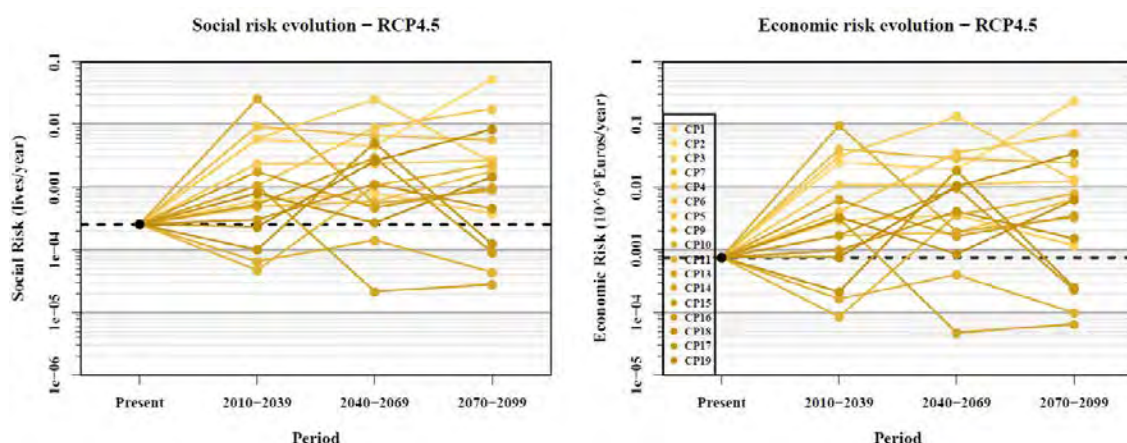 Social risk evolution − RCP4.5
Social Risk (lives/year)
0.1
0.01
0.001
1e−04
1e−05
1e−06
Present
2010−2039
2040−2069
2070−2099
Period
Economic risk evolution − RCP4.5
Economic Risk (10^6*Euros/year)
1
0.1
0.01
0.001
1e−04
1e−05
CP1
CP2
CP3
CP7
CP4
CP6
CP5
CP9
CP10
CP11
CP13
CP14
CP15
CP16
CP18
CP17
CP19
Present
2010−2039
2040−2069
2070−2099
Period